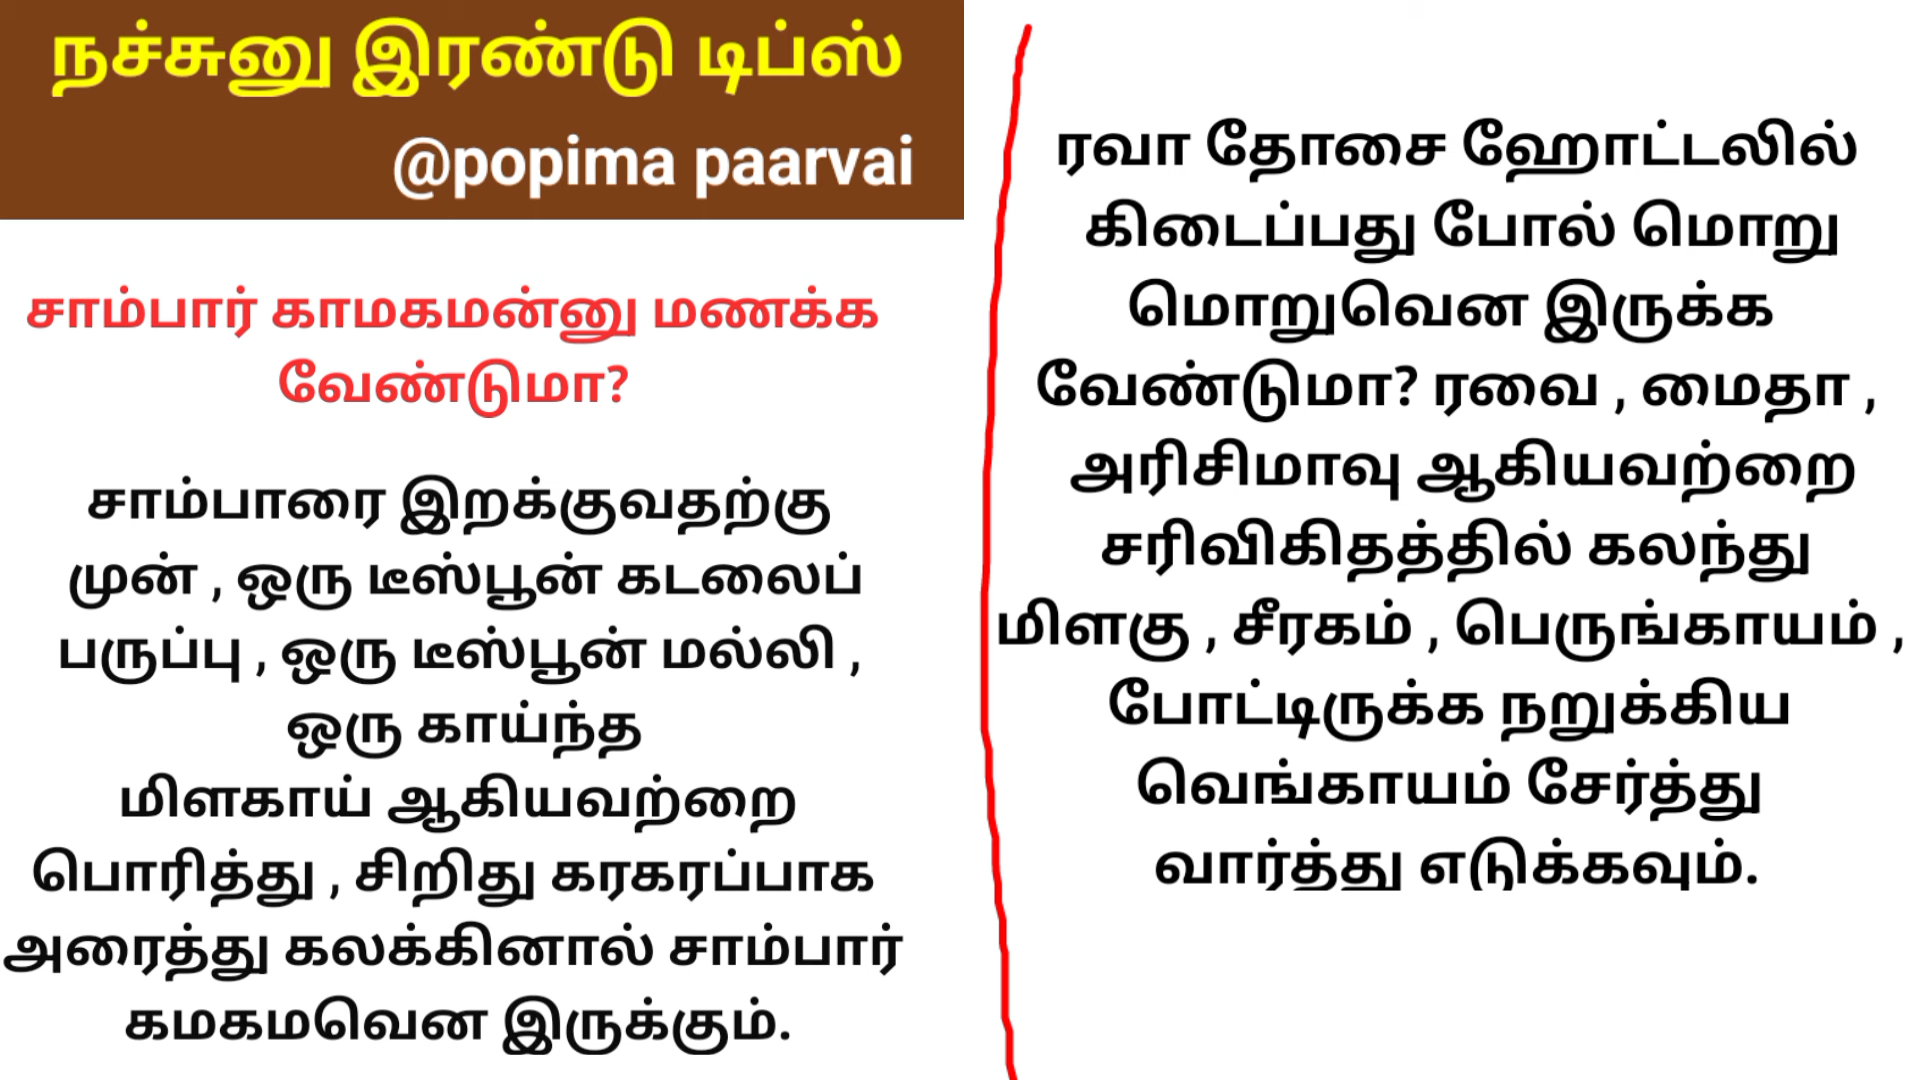 நச்சுனு இரண்டு டிப்ஸ்
@popima paarvai
சாம்பார் காமகமன்னு மணக்க
வேண்டுமா?
சாம்பாரை இறக்குவதற்கு
முன் , ஒரு டீஸ்பூன் கடலைப்
பருப்பு , ஒரு டீஸ்பூன் மல்லி ,
ஒரு காய்ந்த
மிளகாய் ஆகியவற்றை
பொரித்து , சிறிது கரகரப்பாக
அரைத்து கலக்கினால் சாம்பார்
கமகமவென இருக்கும்.
ரவா தோசை ஹோட்டலில்
கிடைப்பது போல் மொறு
மொறுவென இருக்க
வேண்டுமா? ரவை , மைதா ,
அரிசிமாவு ஆகியவற்றை
சரிவிகிதத்தில் கலந்து
மிளகு , சீரகம் , பெருங்காயம் ,
போட்டிருக்க நறுக்கிய
வெங்காயம் சேர்த்து
வார்த்து எடுக்கவும்.